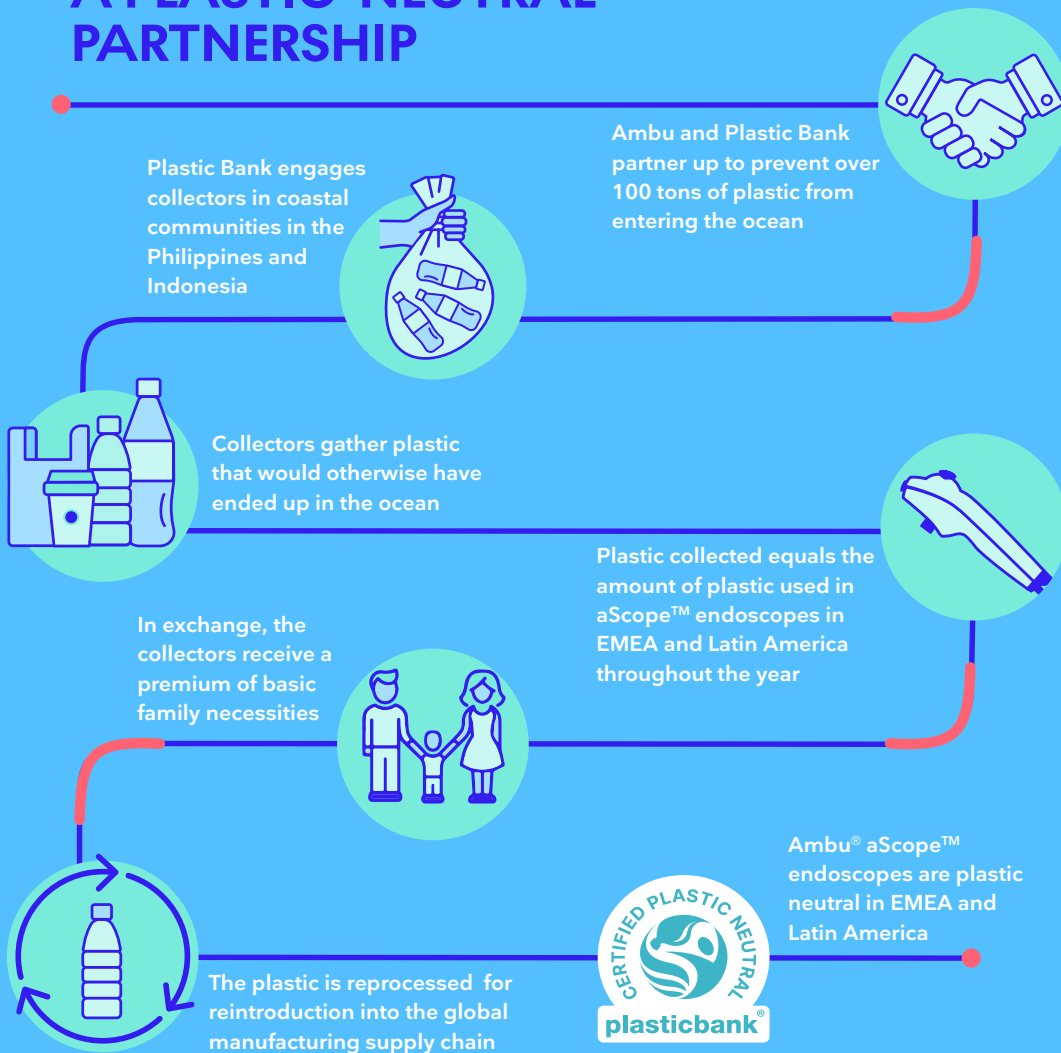 A PLASTIC-NEUTRAL
PARTNERSHIP
Ambu and Plastic Bank
partner up to prevent over
100 tons of plastic from
entering the ocean
Plastic Bank engages
collectors in coastal
communities in the
Philippines and
Indonesia
Collectors gather plastic
that would otherwise have
ended up in the ocean
Plastic collected equals the
amount of plastic used in
aScope™ endoscopes in
EMEA and Latin America
throughout the year
In exchange, the
collectors receive a
premium of basic
family necessities
The plastic is reprocessed for
reintroduction into the global
manufacturing supply chain
CERTIFIED PLASTIC NEUTRAL
plasticbank®
Ambu® aScope™
endoscopes are plastic
neutral in EMEA and
Latin America